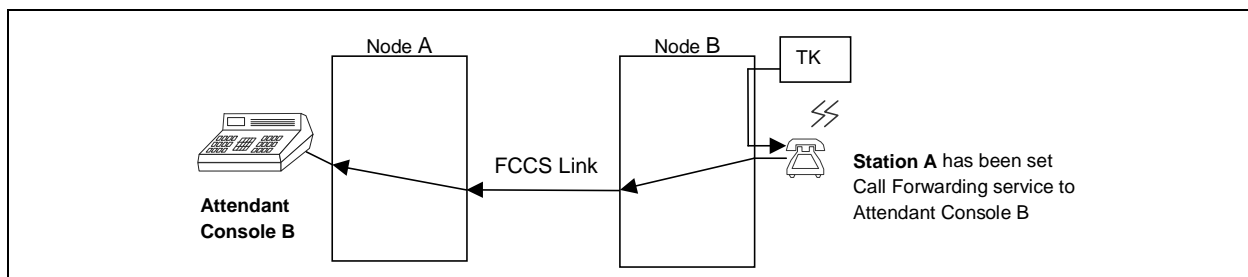 Node A
Node B
TK
FCCS Link
Station A has been set
Call Forwarding service to
Attendant Console B
Attendant
Console B